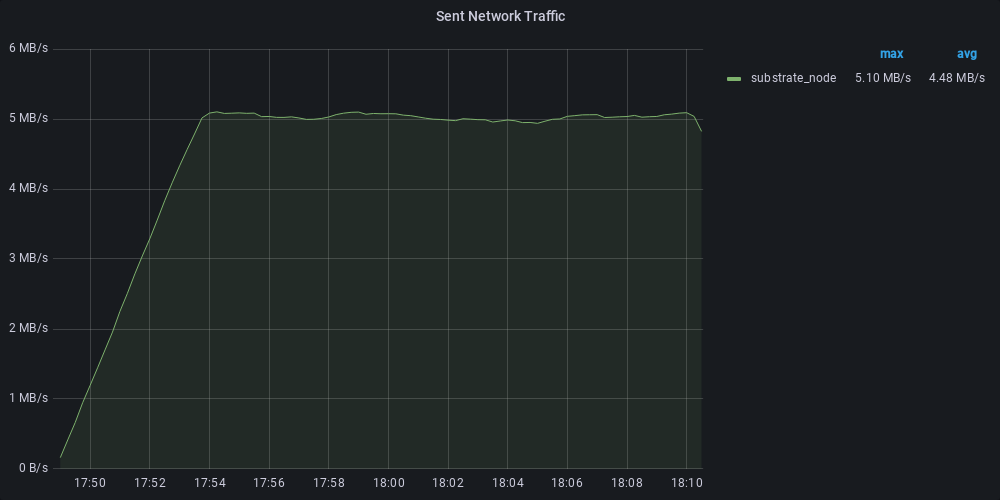 Sent Network Traffic
max avg
substrate_node 5.10 MB/s 4.48 MB/s
6 MB/s
5 MB/s
4 MB/s
3 MB/s
2 MB/s
1 MB/s
0 B/s
17:50 17:52 17:54 17:56 17:58 18:00 18:02 18:04 18:06 18:08 18:10